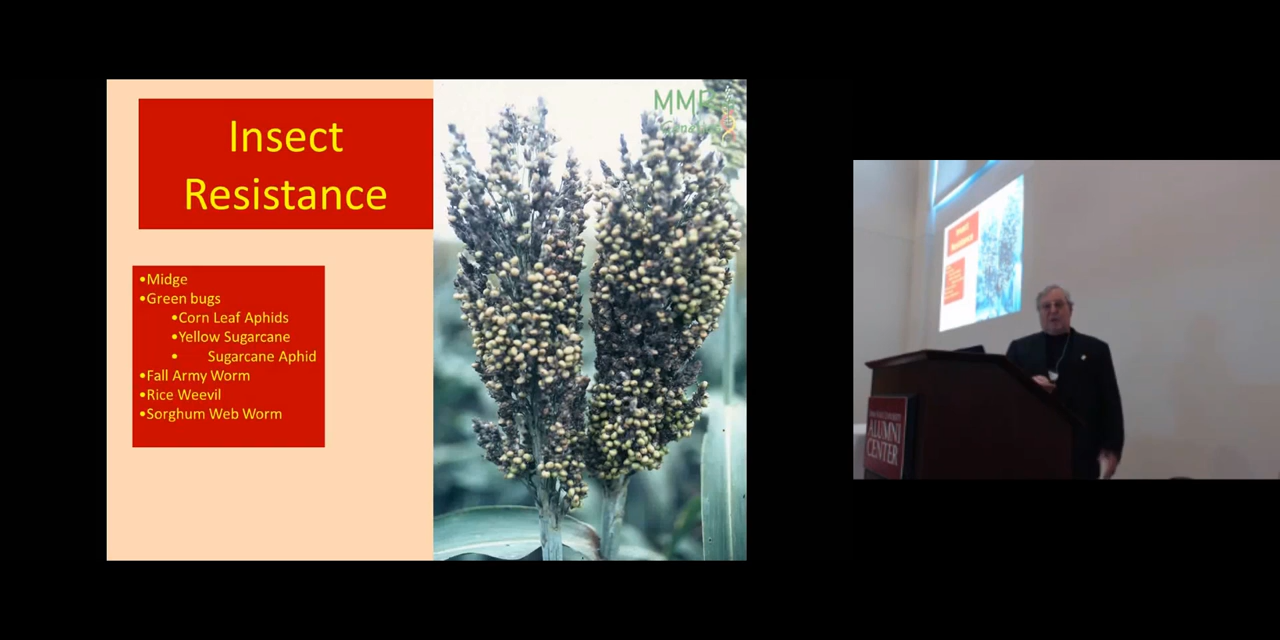 Insect
Resistance
•Midge
•Green bugs
•Corn Leaf Aphids
•Yellow Sugarcane
• Sugarcane Aphid
•Fall Army Worm
•Rice Weevil
•Sorghum Web Worm
ALUMNI
CENTER